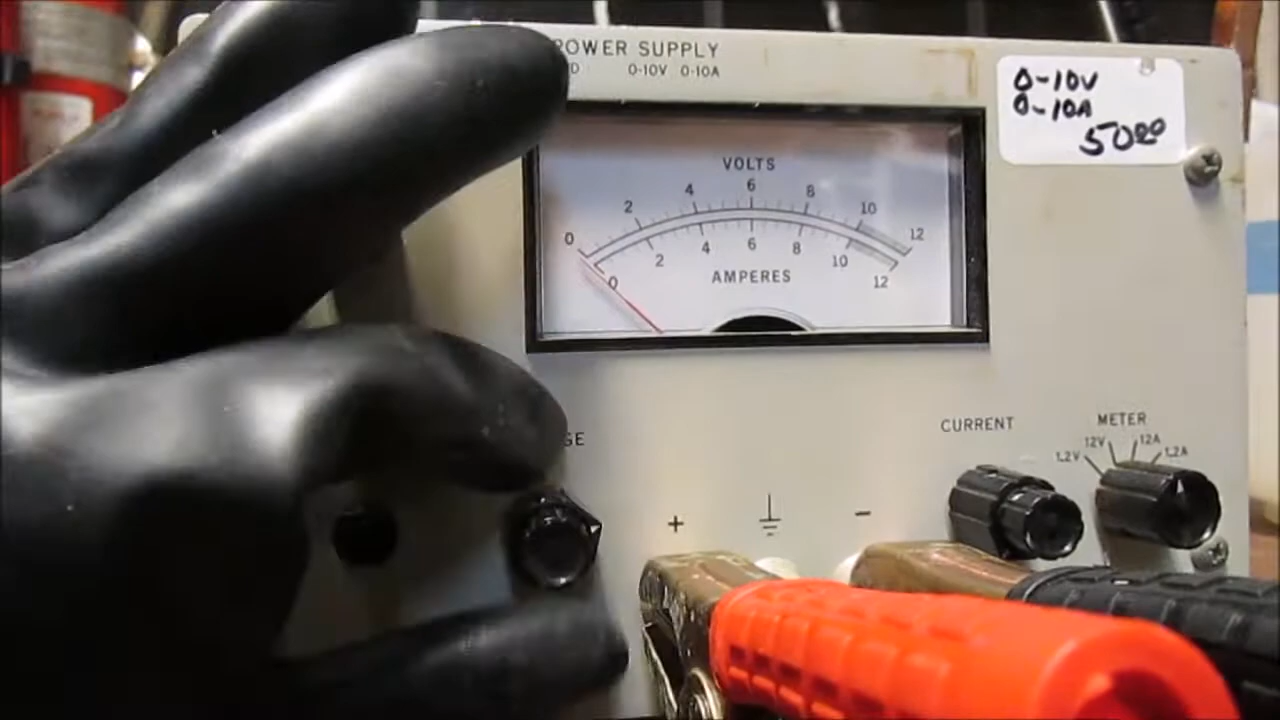 POWER SUPPLY
0-10V 0-10A
0-10V
0-10A
5000
VOLTS
0 2 4 6 8 10 12
0 2 4 6 8 10 12
AMPERES
CURRENT
METER
1.2V 12V 12A 1.2A
+ -